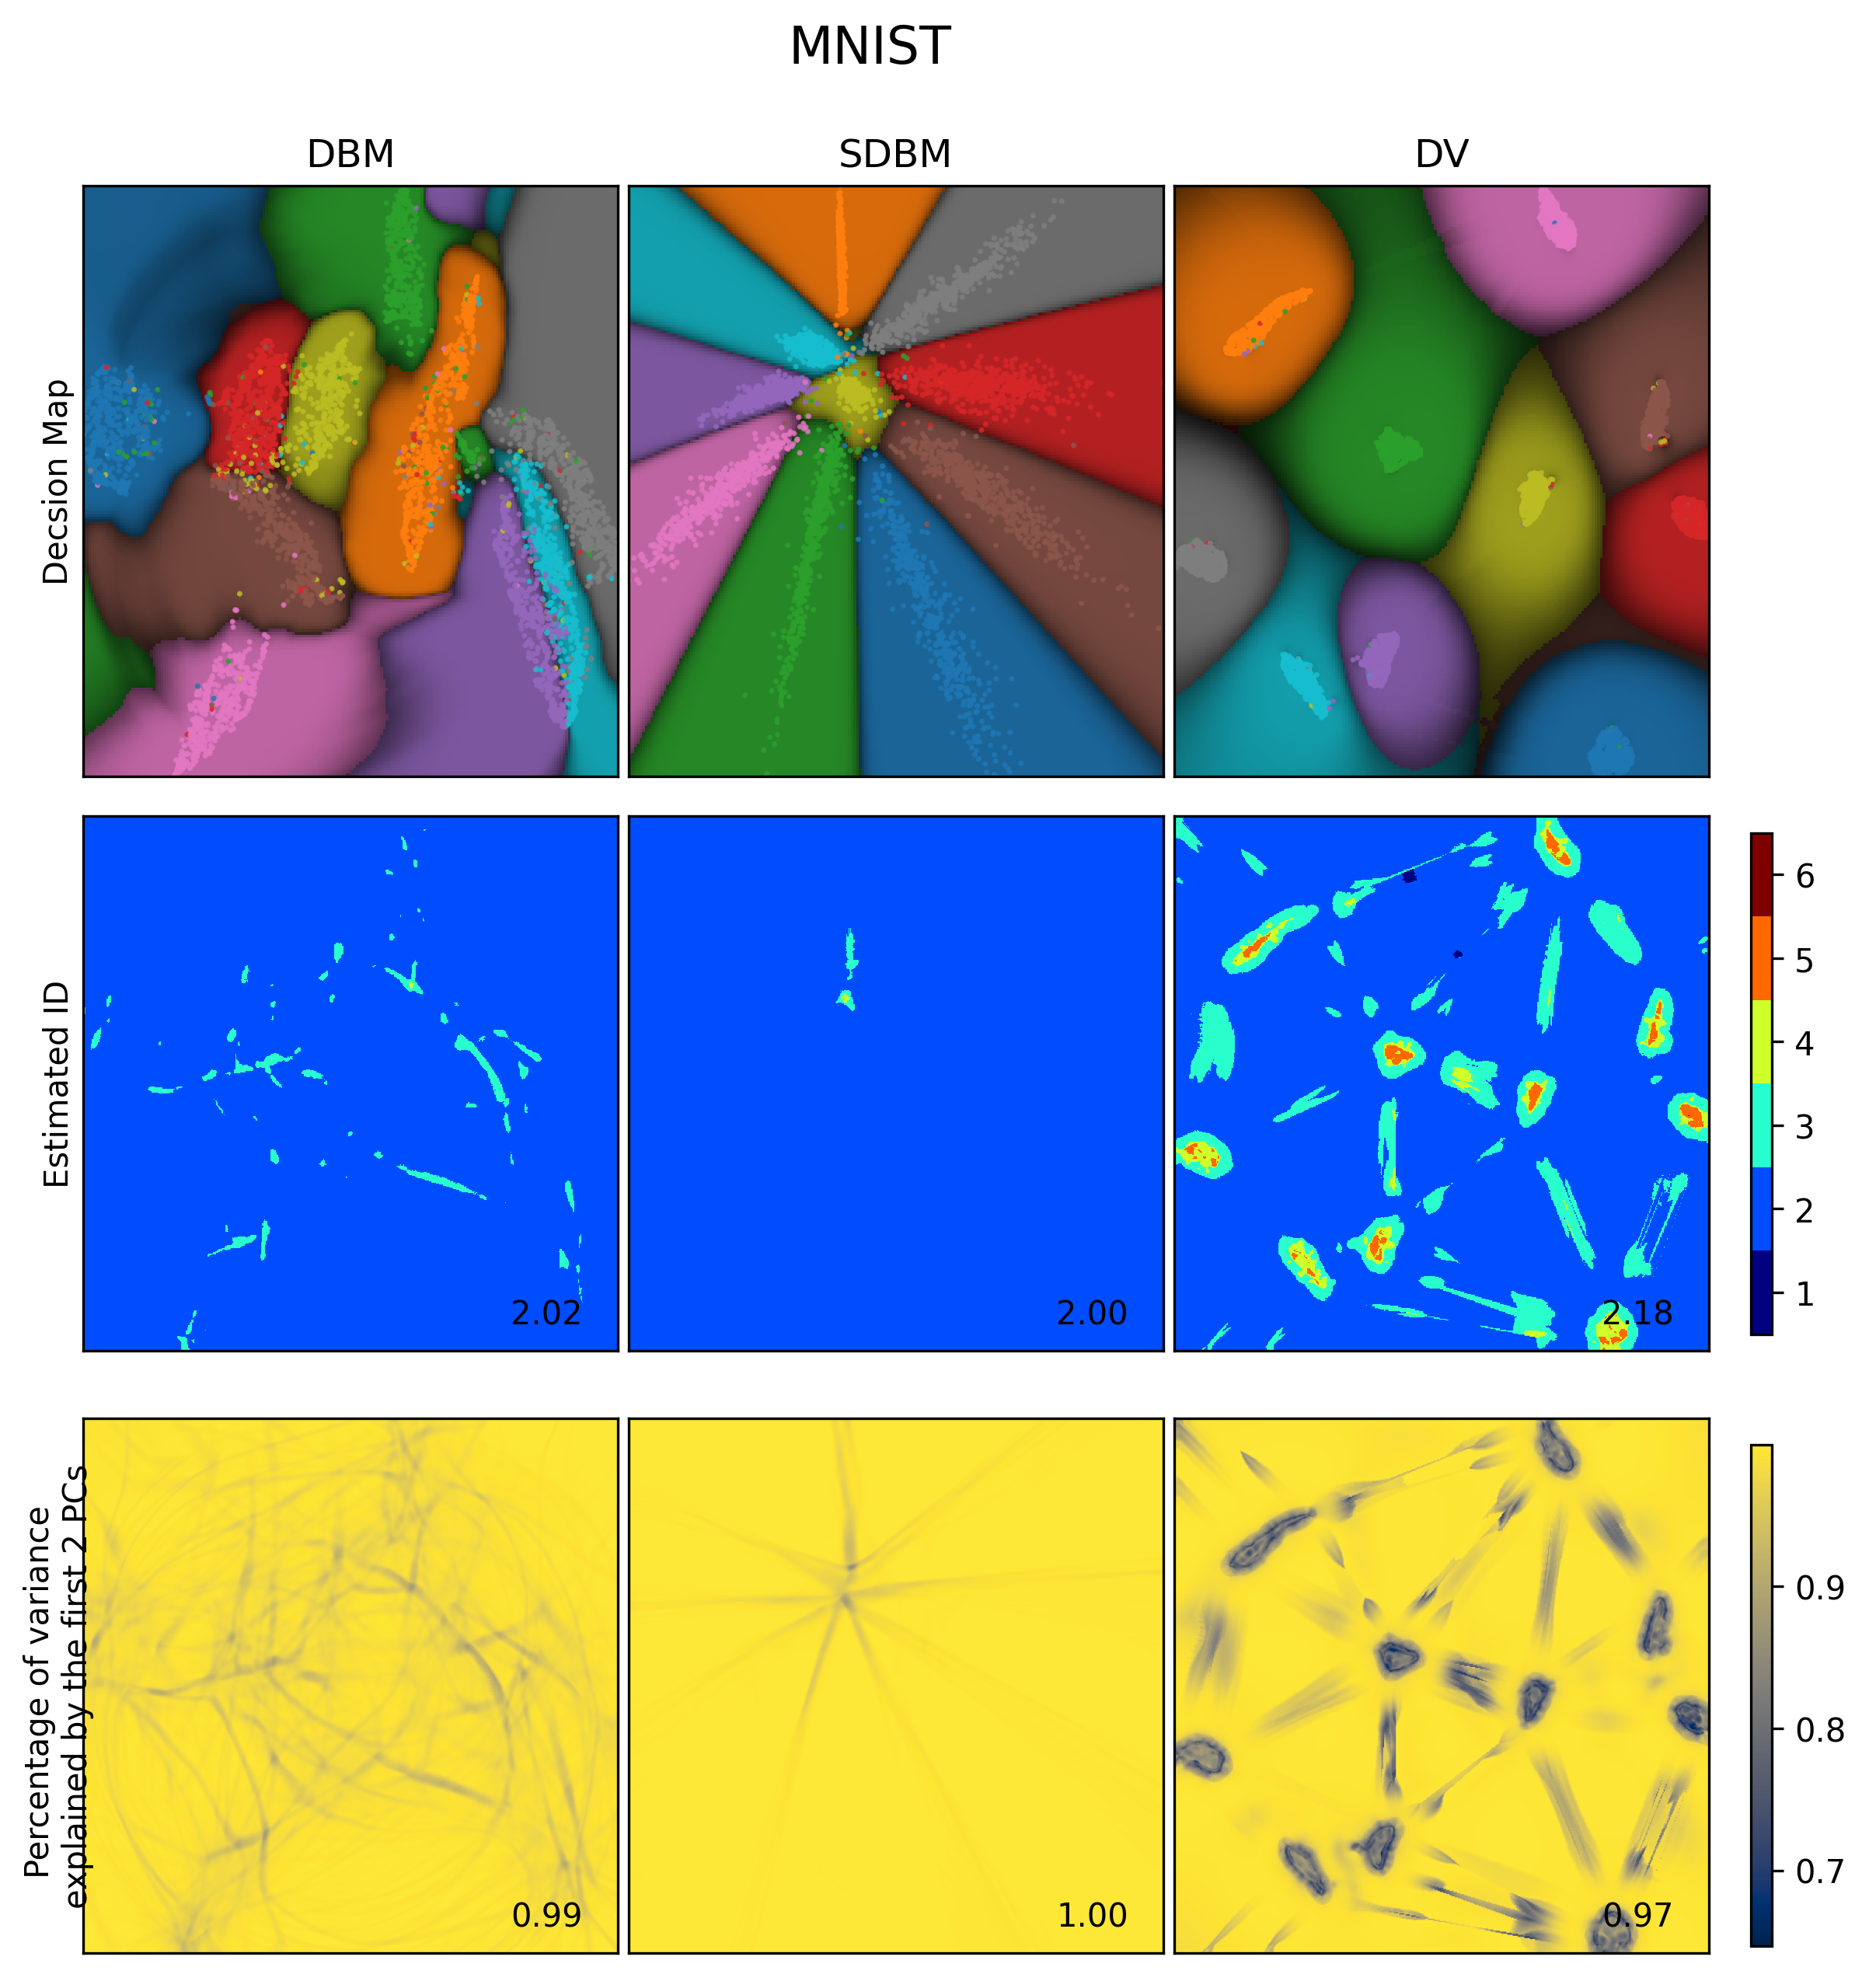 MNIST
DBM
SDBM
DV
Decsion Map
Estimated ID
2.02
2.00
2.18
6
5
4
3
2
1
Percentage of variance
explained by the first 2 PCs
0.99
1.00
0.97
0.9
0.8
0.7